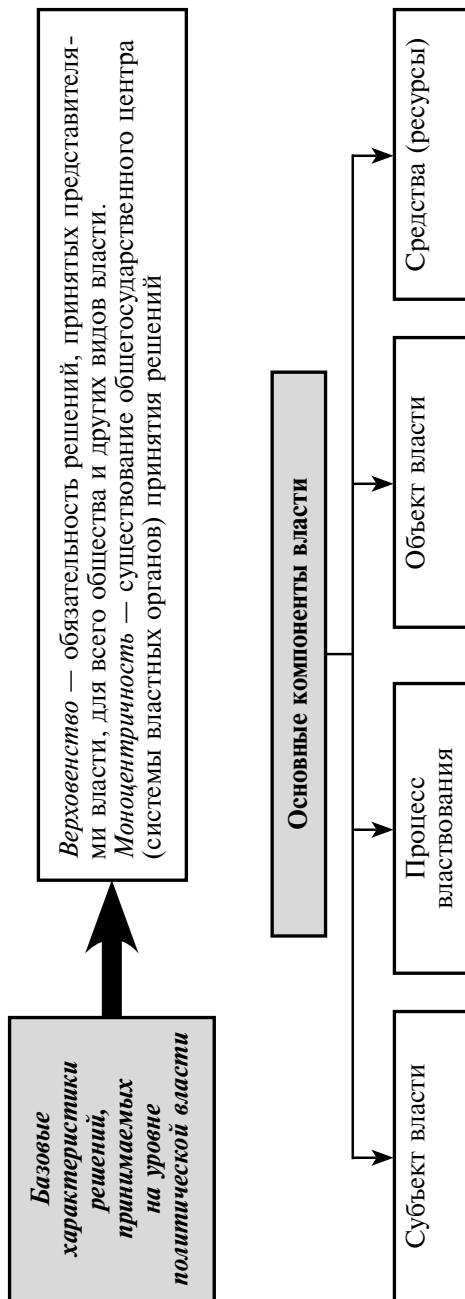 Базовые
характеристики
решений,
принимаемых
на уровне
политической власти
Верховенство — обязательность решений, принятых представителя-
ми власти, для всего общества и других видов власти.
Моноцентричность — существование общегосударственного центра
(системы властных органов) принятия решений
Основные компоненты власти
Субъект власти
Процесс
властвования
Объект власти
Средства (ресурсы)